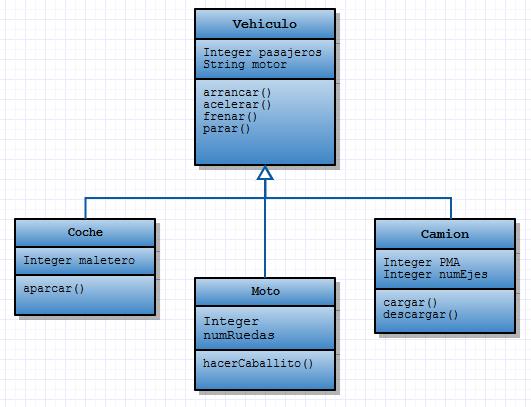 Vehiculo
Integer pasajeros
String motor
arrancar()
acelerar()
frenar()
parar()
Coche
Integer maletero
aparcar()
Moto
Integer
numRuedas
hacerCaballito()
Camion
Integer PMA
Integer numEjes
cargar()
descargar()